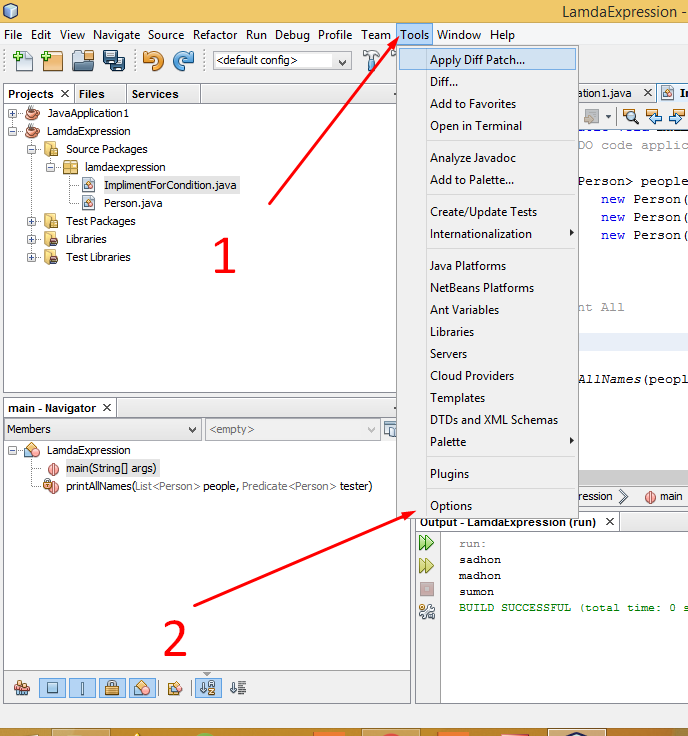 LamdaExpression -
File Edit View Navigate Source Refactor Run Debug Profile Team Tools Window Help
<default config>
Projects
Files
Services
JavaApplication1
LamdaExpression
Source Packages
lamdaexpression
ImplimentForCondition.java
Person.java
Test Packages
Libraries
Test Libraries
1
Apply Diff Patch...
Diff...
Add to Favorites
Open in Terminal
Analyze Javadoc
Add to Palette...
Create/Update Tests
Internationalization
Java Platforms
NetBeans Platforms
Ant Variables
Libraries
Servers
Cloud Providers
Templates
DTDs and XML Schemas
Palette
Plugins
Options
ation1.java
DO code applic
Person> people
new Person(
new Person(
new Person(
nt All
AllNames(peopl
main - Navigator
Members
<empty>
LamdaExpression
main(String[] args)
printAllNames(List<Person> people, Predicate<Person> tester)
2
ression
main
Output - LamdaExpression (run)
run:
sadhon
madhon
sumon
BUILD SUCCESSFUL (total time: 0 s